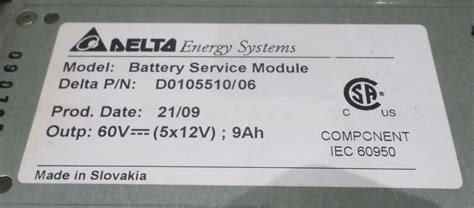 DELTA Energy Systems
Model: Battery Service Module
Delta P/N: D0105510/06
Prod. Date: 21/09
Outp: 60V⎓ (5x12V) ; 9Ah
SA
C US
COMPONENT
IEC 60950
Made in Slovakia